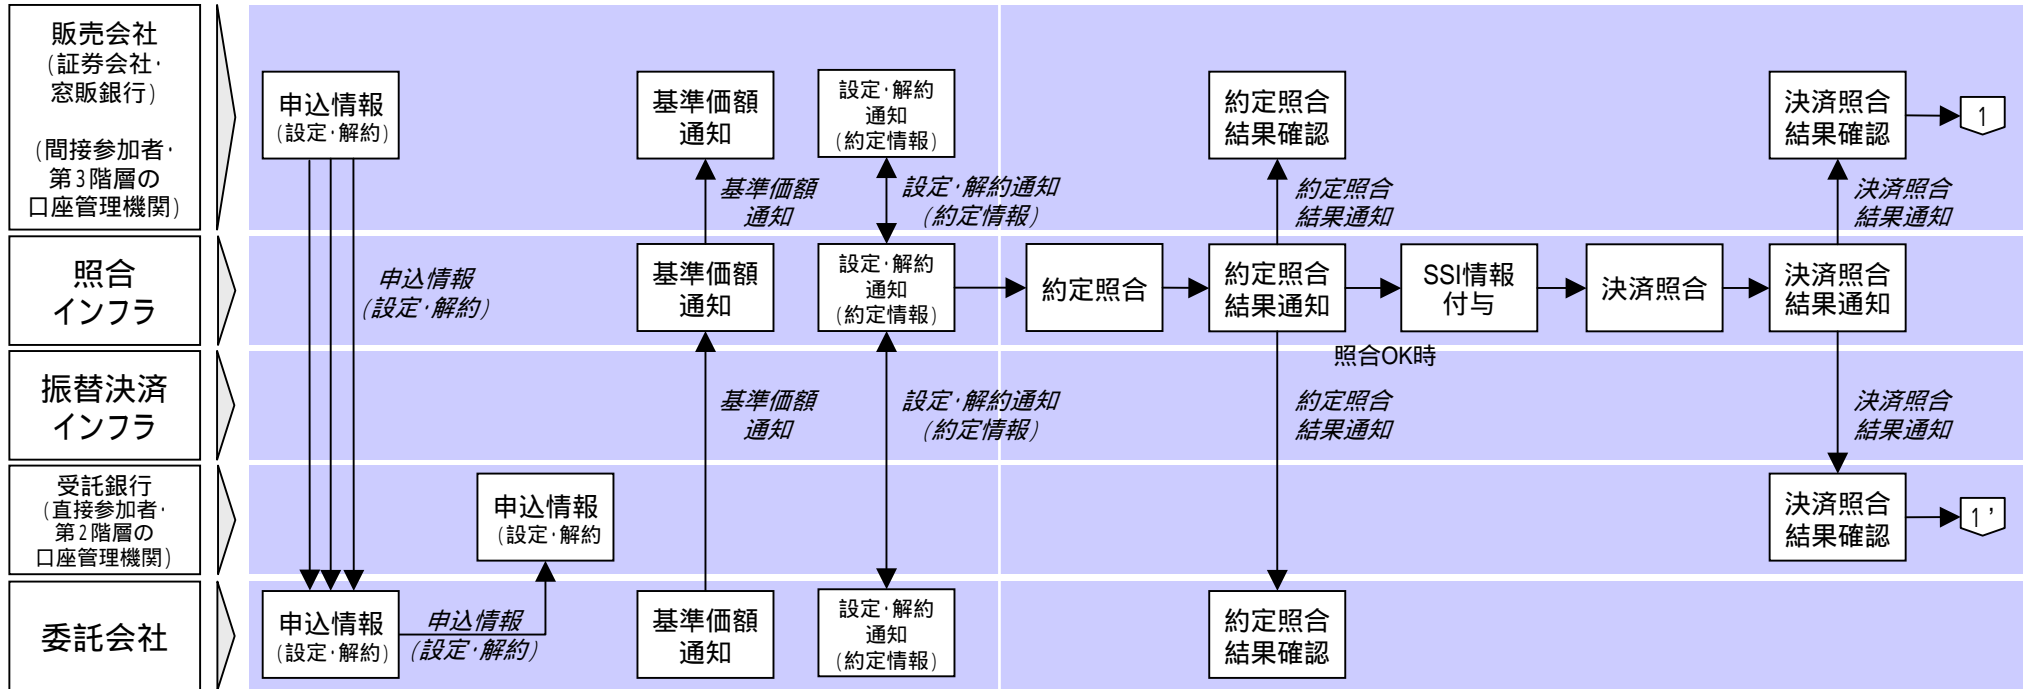 販売会社
(証券会社・
窓販銀行)
(間接参加者・
第3階層の
口座管理機関)
申込情報
(設定・解約)
基準価額
通知
設定・解約
通知
(約定情報)
約定照合
結果確認
決済照合
結果確認
1
基準価額
通知
設定・解約通知
(約定情報)
約定照合
結果通知
決済照合
結果通知
照合
インフラ
申込情報
(設定・解約)
基準価額
通知
設定・解約
通知
(約定情報)
約定照合
約定照合
結果通知
SSI情報
付与
決済照合
決済照合
結果通知
照合OK時
振替決済
インフラ
基準価額
通知
設定・解約通知
(約定情報)
約定照合
結果通知
決済照合
結果通知
受託銀行
(直接参加者・
第2階層の
口座管理機関)
申込情報
(設定・解約
決済照合
結果確認
1’
委託会社
申込情報
(設定・解約)
申込情報
(設定・解約)
基準価額
通知
設定・解約
通知
(約定情報)
約定照合
結果確認